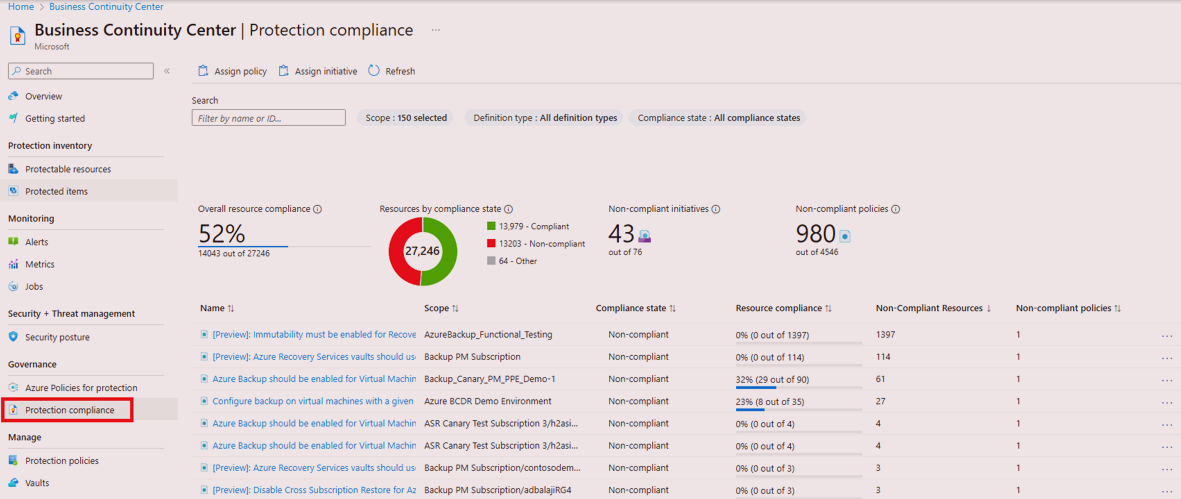 Home > Business Continuity Center
Business Continuity Center | Protection compliance ...
Microsoft
Search «
Assign policy Assign initiative Refresh
Overview
Getting started
Protection inventory
Protectable resources
Protected items
Monitoring
Alerts
Metrics
Jobs
Security + Threat management
Security posture
Governance
Azure Policies for protection
Protection compliance
Manage
Protection policies
Vaults
Search
Filter by name or ID...
Scope : 150 selected
Definition type : All definition types
Compliance state : All compliance states
Overall resource compliance
52%
14043 out of 27246
Resources by compliance state
27,246
13,979 - Compliant
13203 - Non-compliant
64 - Other
Non-compliant initiatives
43
out of 76
Non-compliant policies
980
out of 4546
Name Scope Compliance state Resource compliance Non-Compliant Resources Non-compliant policies
[Preview]: Immutability must be enabled for Recove AzureBackup_Functional_Testing Non-compliant 0% (0 out of 1397) 1397 1 ...
[Preview]: Azure Recovery Services vaults should us Backup PM Subscription Non-compliant 0% (0 out of 114) 114 1 ...
Azure Backup should be enabled for Virtual Machin Backup_Canary_PM_PPE_Demo-1 Non-compliant 32% (29 out of 90) 61 1 ...
Configure backup on virtual machines with a given Azure BCDR Demo Environment Non-compliant 23% (8 out of 35) 27 1 ...
Azure Backup should be enabled for Virtual Machin ASR Canary Test Subscription 3/h2asi... Non-compliant 0% (0 out of 4) 4 1 ...
Azure Backup should be enabled for Virtual Machin ASR Canary Test Subscription 3/h2asi... Non-compliant 0% (0 out of 4) 4 1 ...
[Preview]: Azure Recovery Services vaults should us Backup PM Subscription/contosodem... Non-compliant 0% (0 out of 3) 3 1 ...
[Preview]: Disable Cross Subscription Restore for Az Backup PM Subscription/adbalajiRG4 Non-compliant 0% (0 out of 3) 3 1 ...